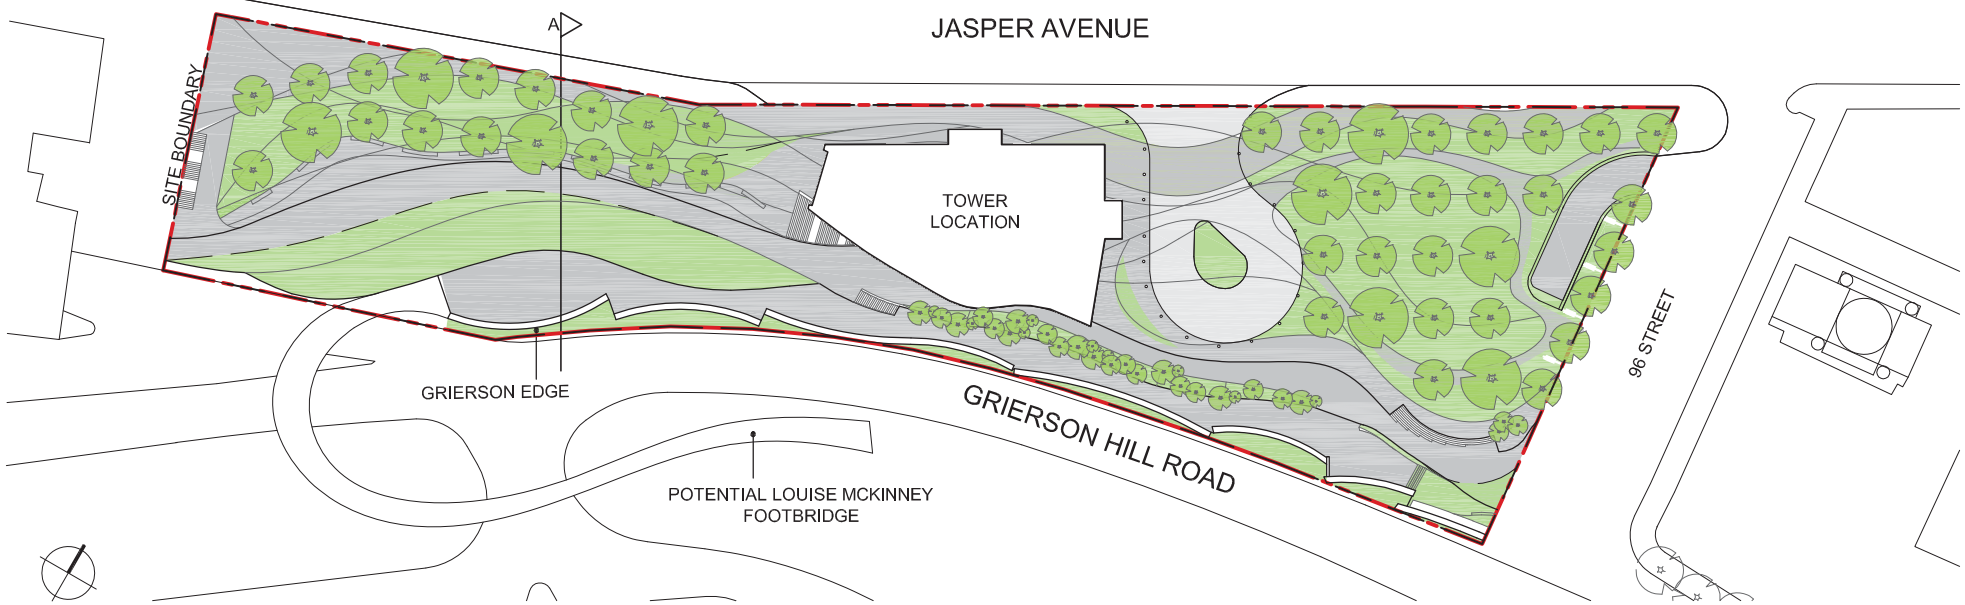 JASPER AVENUE
A
SITE BOUNDARY
TOWER
LOCATION
96 STREET
GRIERSON EDGE
GRIERSON HILL ROAD
POTENTIAL LOUISE MCKINNEY
FOOTBRIDGE